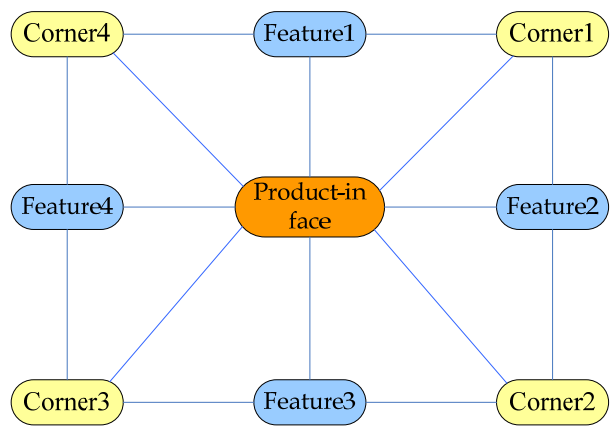 Corner4
Feature1
Corner1
Feature4
Product-in
face
Feature2
Corner3
Feature3
Corner2